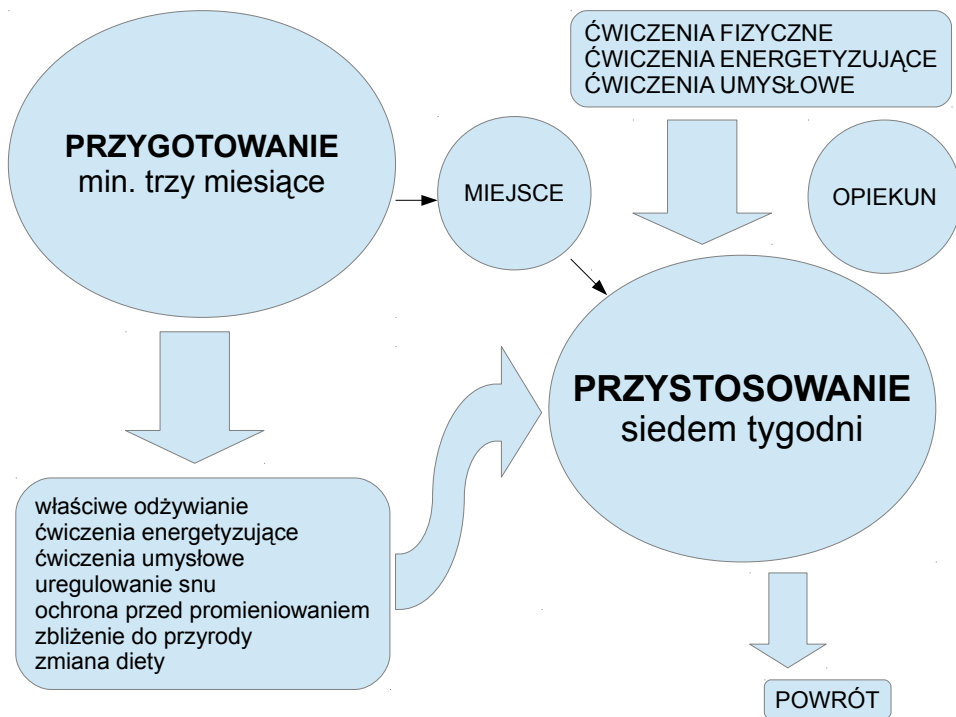 PRZYGOTOWANIE
min. trzy miesiące
MIEJSCE
ĆWICZENIA FIZYCZNE
ĆWICZENIA ENERGETYZUJĄCE
ĆWICZENIA UMYSŁOWE
OPIEKUN
PRZYSTOSOWANIE
siedem tygodni
właściwe odżywianie
ćwiczenia energetyzujące
ćwiczenia umysłowe
uregulowanie snu
ochrona przed promieniowaniem
zbliżenie do przyrody
zmiana diety
POWRÓT